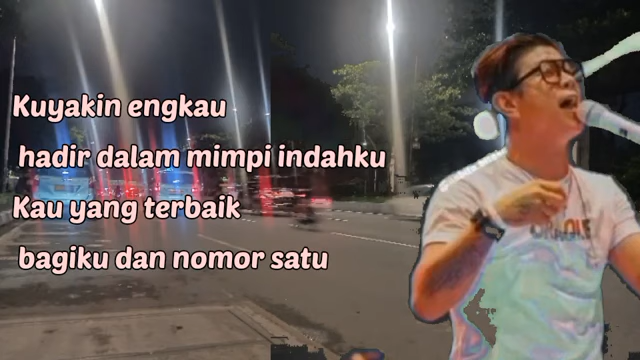 Kuyakin engkau
hadir dalam mimpi indahku
Kau yang terbaik
bagiku dan nomor satu